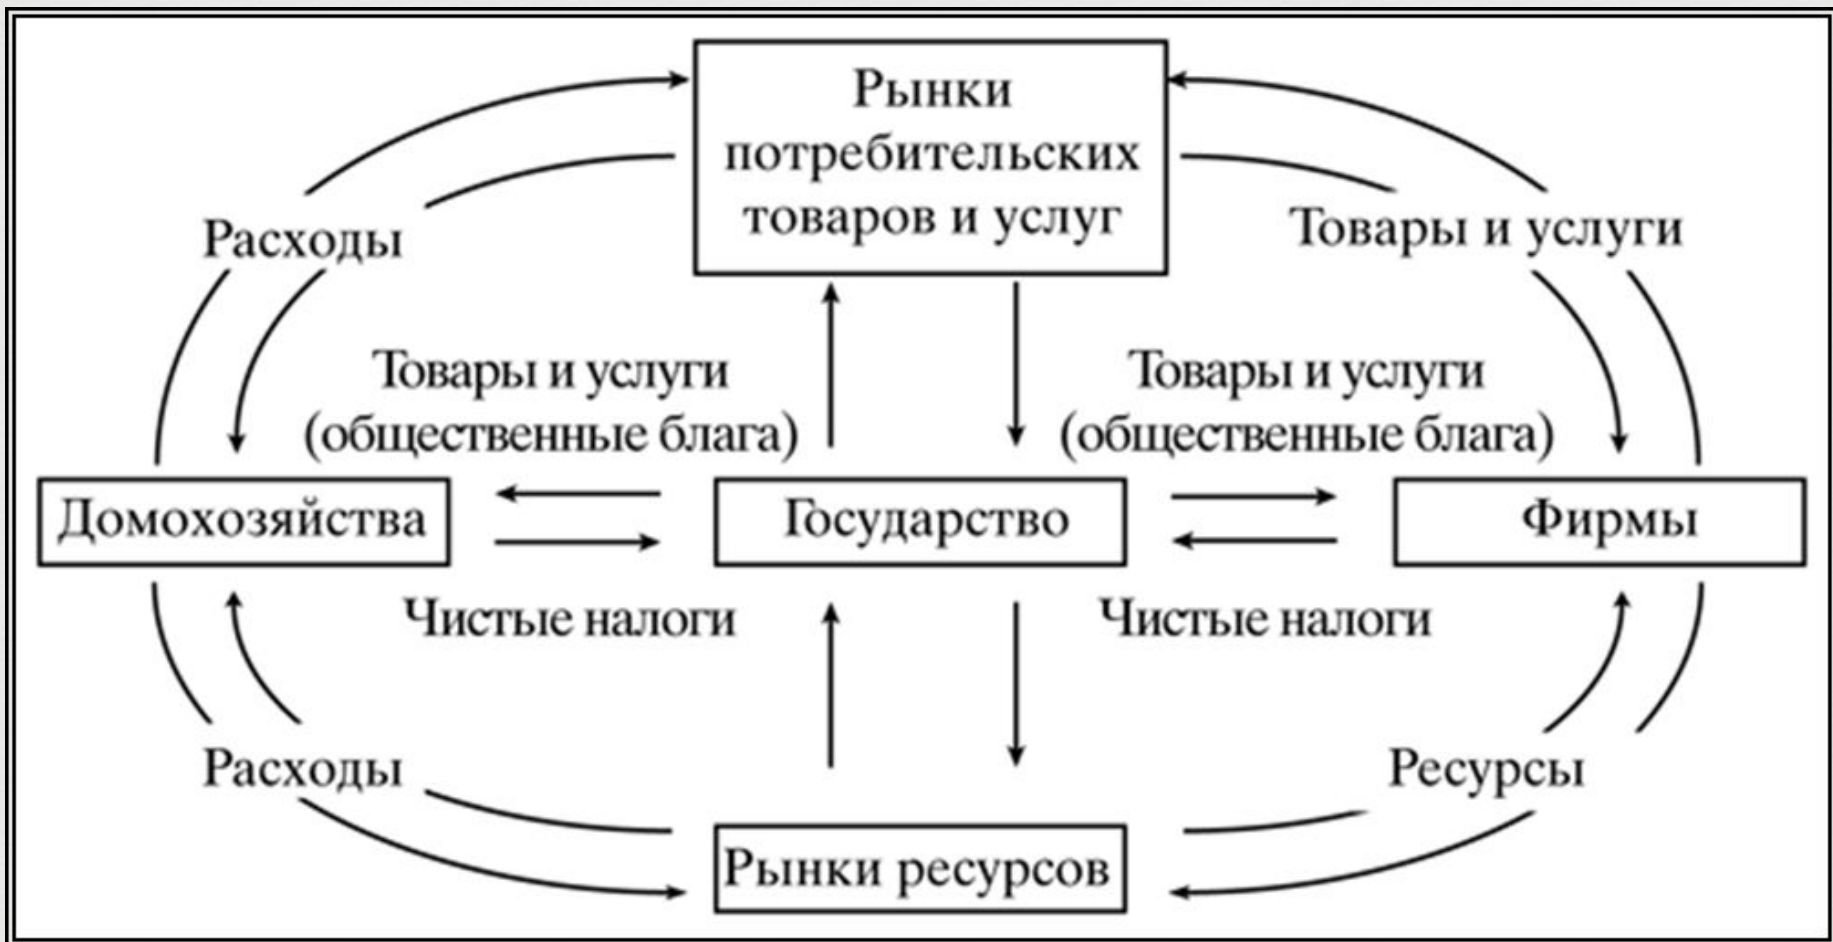 Рынки
потребительских
товаров и услуг
Расходы
Товары и услуги
Товары и услуги
(общественные блага)
Товары и услуги
(общественные блага)
Домохозяйства
Государство
Фирмы
Чистые налоги
Чистые налоги
Расходы
Ресурсы
Рынки ресурсов